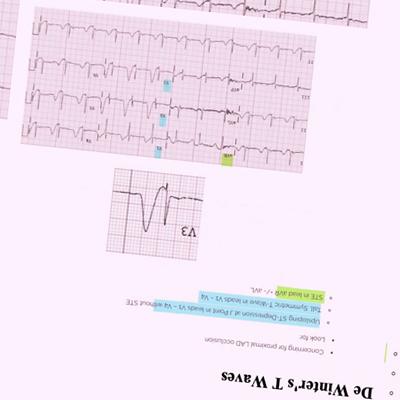 De Winter's T Waves
Concerning for proximal LAD occlusion
Look for
Upsloping ST-Depression at J Point in leads V1 – V4 without STE
Tall, Symmetric T-Wave in leads V1 – V4
STE in lead aVR +/- aVL
V3
aVR